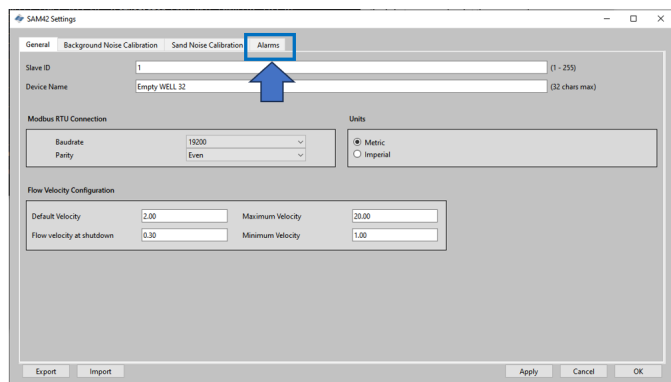 SAM42 Settings
General Background Noise Calibration Sand Noise Calibration Alarms
Slave ID 1 (1 - 255)
Device Name Empty WELL 32 (32 chars max)
Modbus RTU Connection Units
Baudrate 19200 Metric
Parity Even Imperial
Flow Velocity Configuration
Default Velocity 2.00 Maximum Velocity 20.00
Flow velocity at shutdown 0.30 Minimum Velocity 1.00
Export Import Apply Cancel OK